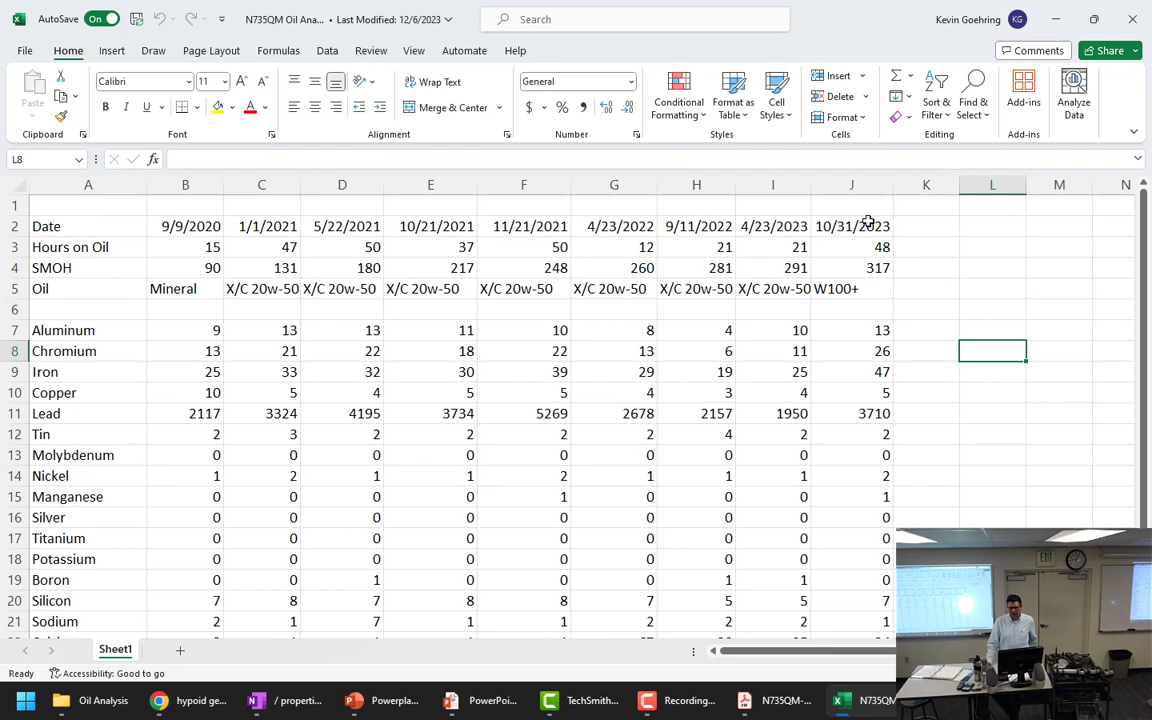 AutoSave On N735QM Oil Ana... • Last Modified: 12/6/2023 Search Kevin Goehring KG
File Home Insert Draw Page Layout Formulas Data Review View Automate Help Comments Share
Paste Calibri 11 Wrap Text General Conditional Formatting Format as Table Cell Styles Insert Sort & Filter Find & Select Add-ins Analyze Data
B I U Merge & Center $ % Delete
Format
Clipboard Font Alignment Number Styles Cells Editing Add-ins
L8 fx
A B C D E F G H I J K L M N
1
2 Date 9/9/2020 1/1/2021 5/22/2021 10/21/2021 11/21/2021 4/23/2022 9/11/2022 4/23/2023 10/31/2023
3 Hours on Oil 15 47 50 37 50 12 21 21 48
4 SMOH 90 131 180 217 248 260 281 291 317
5 Oil Mineral X/C 20w-50 X/C 20w-50 X/C 20w-50 X/C 20w-50 X/C 20w-50 X/C 20w-50 X/C 20w-50 W100+
6
7 Aluminum 9 13 13 11 10 8 4 10 13
8 Chromium 13 21 22 18 22 13 6 11 26
9 Iron 25 33 32 30 39 29 19 25 47
10 Copper 10 5 4 5 5 4 3 4 5
11 Lead 2117 3324 4195 3734 5269 2678 2157 1950 3710
12 Tin 2 3 2 2 2 2 4 2 2
13 Molybdenum 0 0 0 0 0 0 0 0 0
14 Nickel 1 2 1 1 2 1 1 1 2
15 Manganese 0 0 0 0 1 0 0 0 1
16 Silver 0 0 0 0 0 0 0 0 0
17 Titanium 0 0 0 0 0 0 0 0 0
18 Potassium 0 0 0 0 0 0 0 0 0
19 Boron 0 0 1 0 0 0 1 1 0
20 Silicon 7 8 7 8 8 7 5 5 7
21 Sodium 2 1 7 1 1 2 2 2 1
Sheet1
Ready Accessibility: Good to go
Oil Analysis hypoid ge... / properti... Powerpla... PowerPoint... TechSmith... Recording... N735QM-... N735QM
EXIT